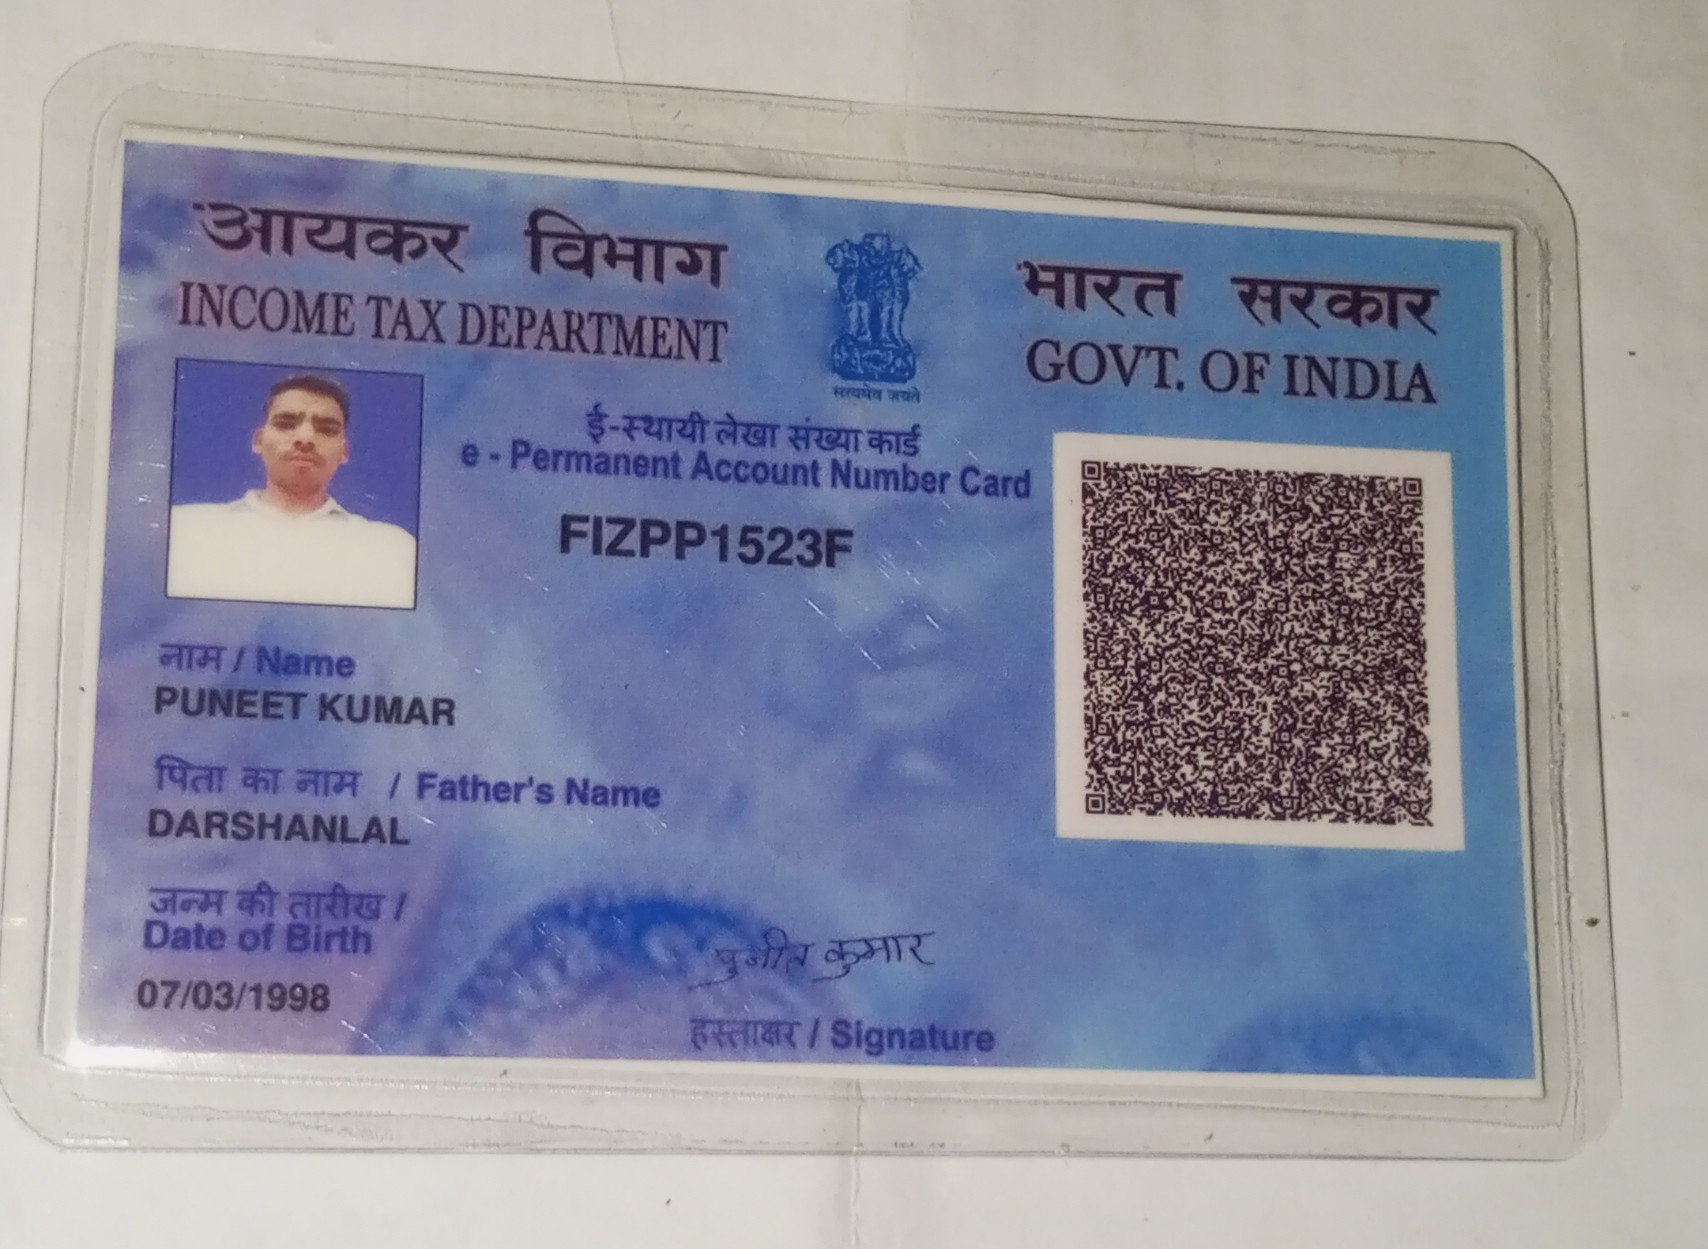 आयकर विभाग
INCOME TAX DEPARTMENT
सत्यमेव जयते
भारत सरकार
GOVT. OF INDIA
ई-स्थायी लेखा संख्या कार्ड
e - Permanent Account Number Card
FIZPP1523F
नाम / Name
PUNEET KUMAR
पिता का नाम / Father's Name
DARSHANLAL
जन्म की तारीख /
Date of Birth
07/03/1998
पुनीत कुमार
हस्ताक्षर / Signature